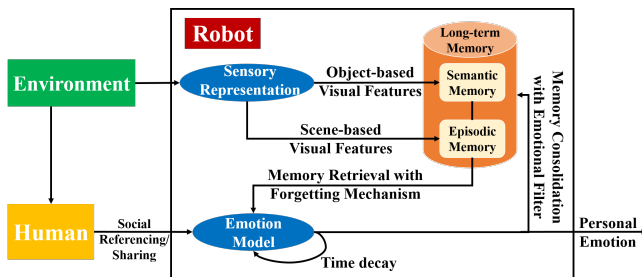 Robot
Long-term
Memory
Environment
Sensory
Representation
Object-based
Visual Features
Semantic
Memory
Scene-based
Visual Features
Episodic
Memory
Memory Consolidation
with Emotional Filter
Memory Retrieval with
Forgetting Mechanism
Human
Social
Referencing/
Sharing
Emotion
Model
Time decay
Personal
Emotion